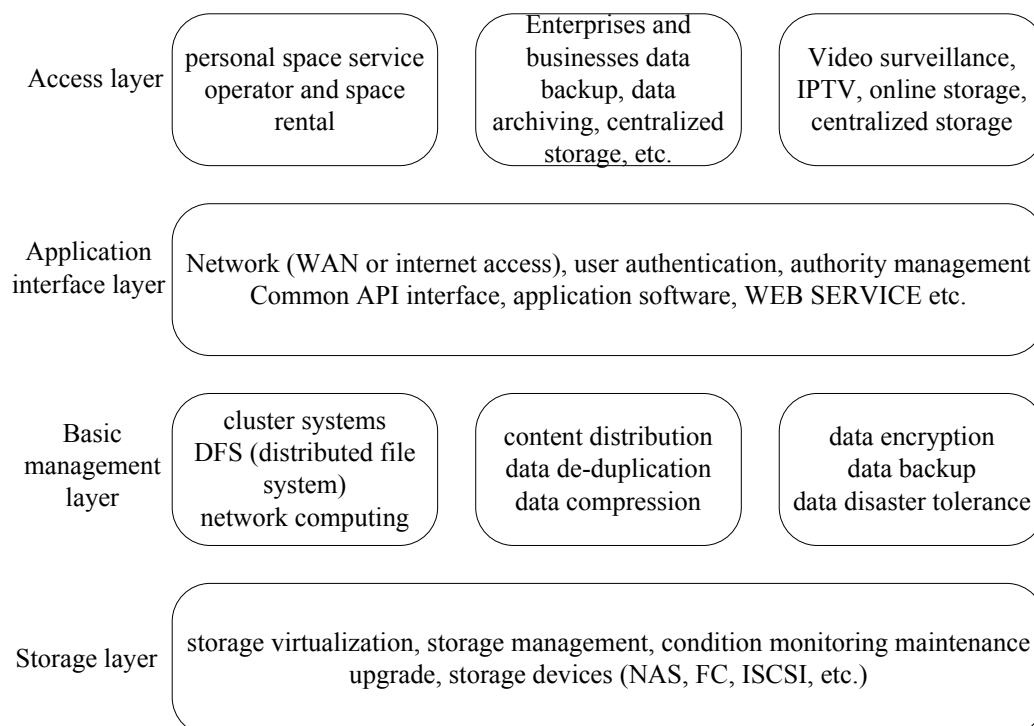 Access layer
personal space service
operator and space
rental
Enterprises and
businesses data
backup, data
archiving, centralized
storage, etc.
Video surveillance,
IPTV, online storage,
centralized storage
Application
interface layer
Network (WAN or internet access), user authentication, authority management
Common API interface, application software, WEB SERVICE etc.
Basic
management
layer
cluster systems
DFS (distributed file
system)
network computing
content distribution
data de-duplication
data compression
data encryption
data backup
data disaster tolerance
Storage layer
storage virtualization, storage management, condition monitoring maintenance
upgrade, storage devices (NAS, FC, ISCSI, etc.)